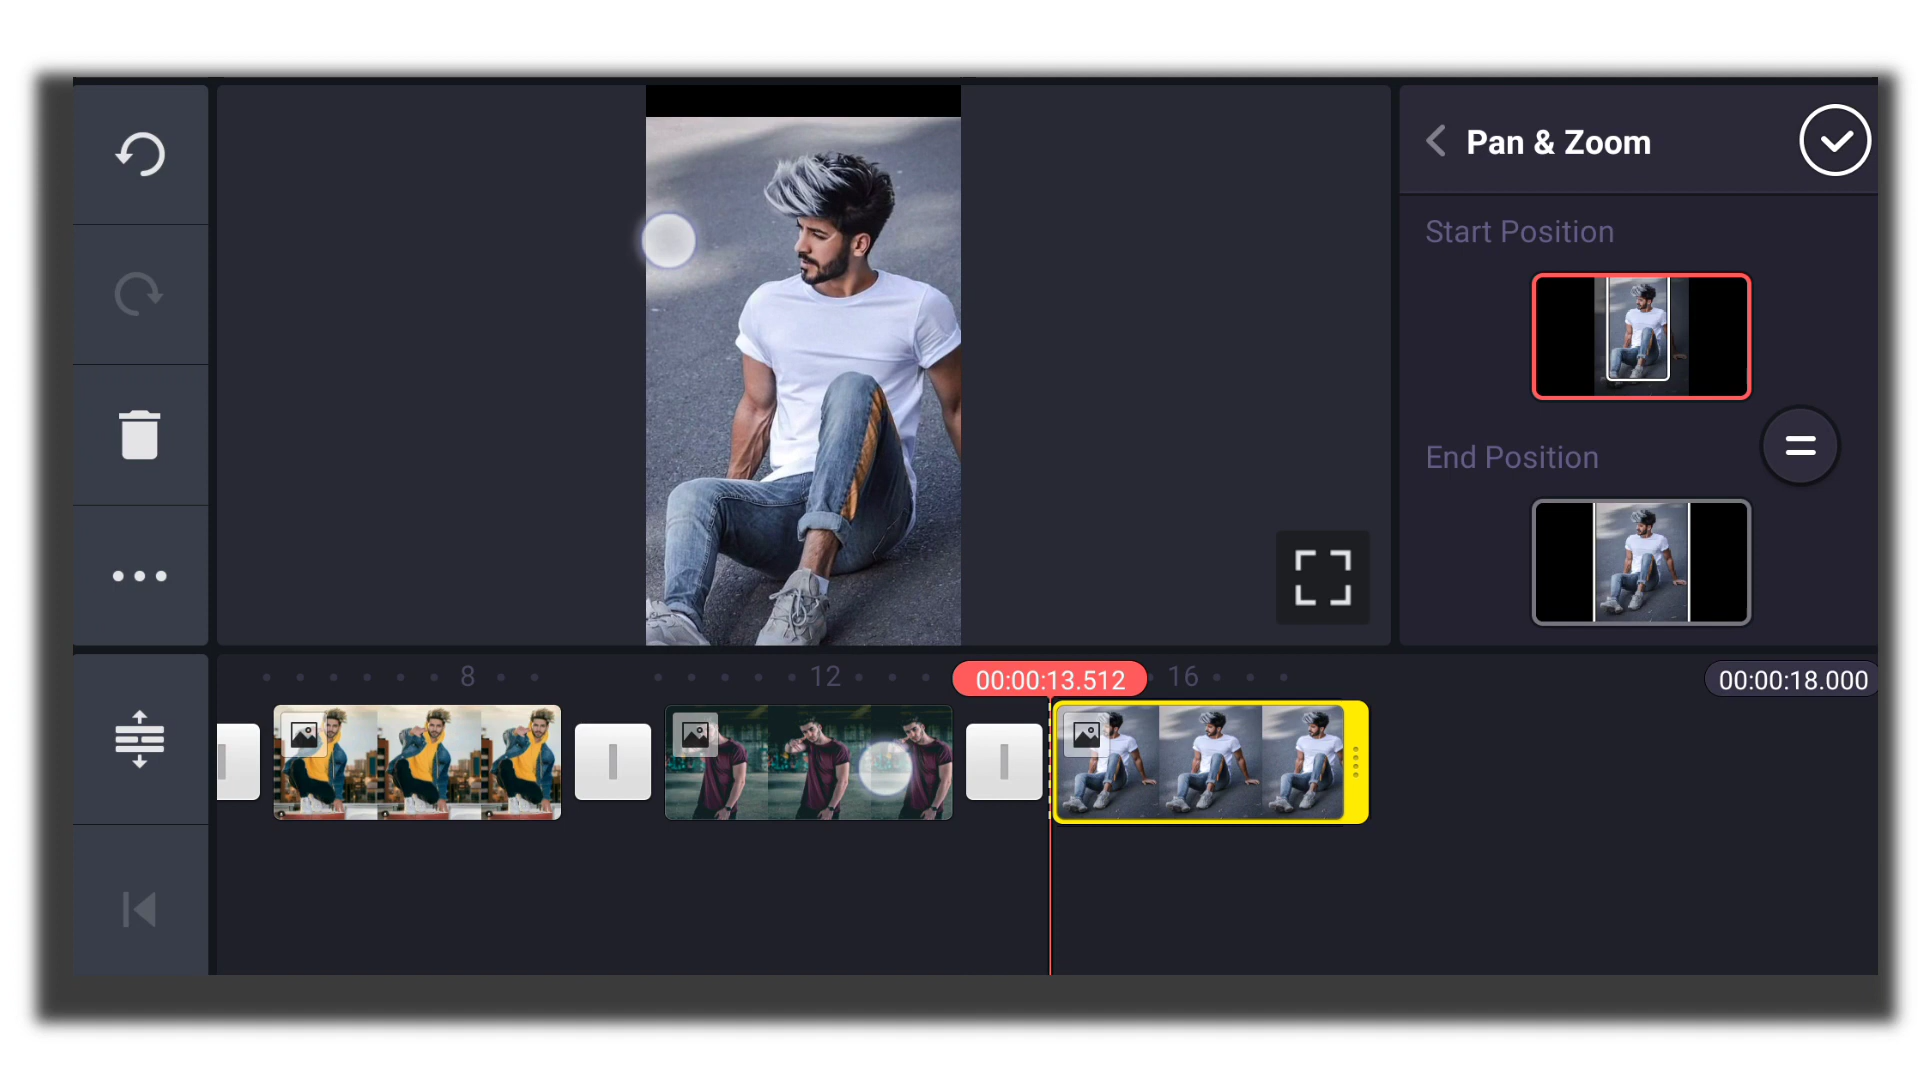 Pan & Zoom
Start Position
End Position
8
12
00:00:13.512
16
00:00:18.000